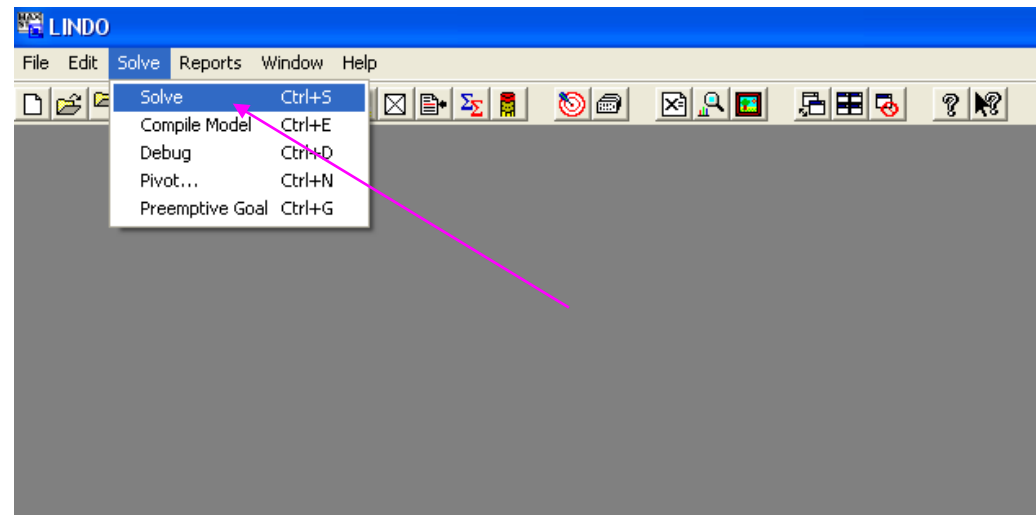 LINDO
File Edit Solve Reports Window Help
Solve Ctrl+S
Compile Model Ctrl+E
Debug Ctrl+D
Pivot... Ctrl+N
Preemptive Goal Ctrl+G